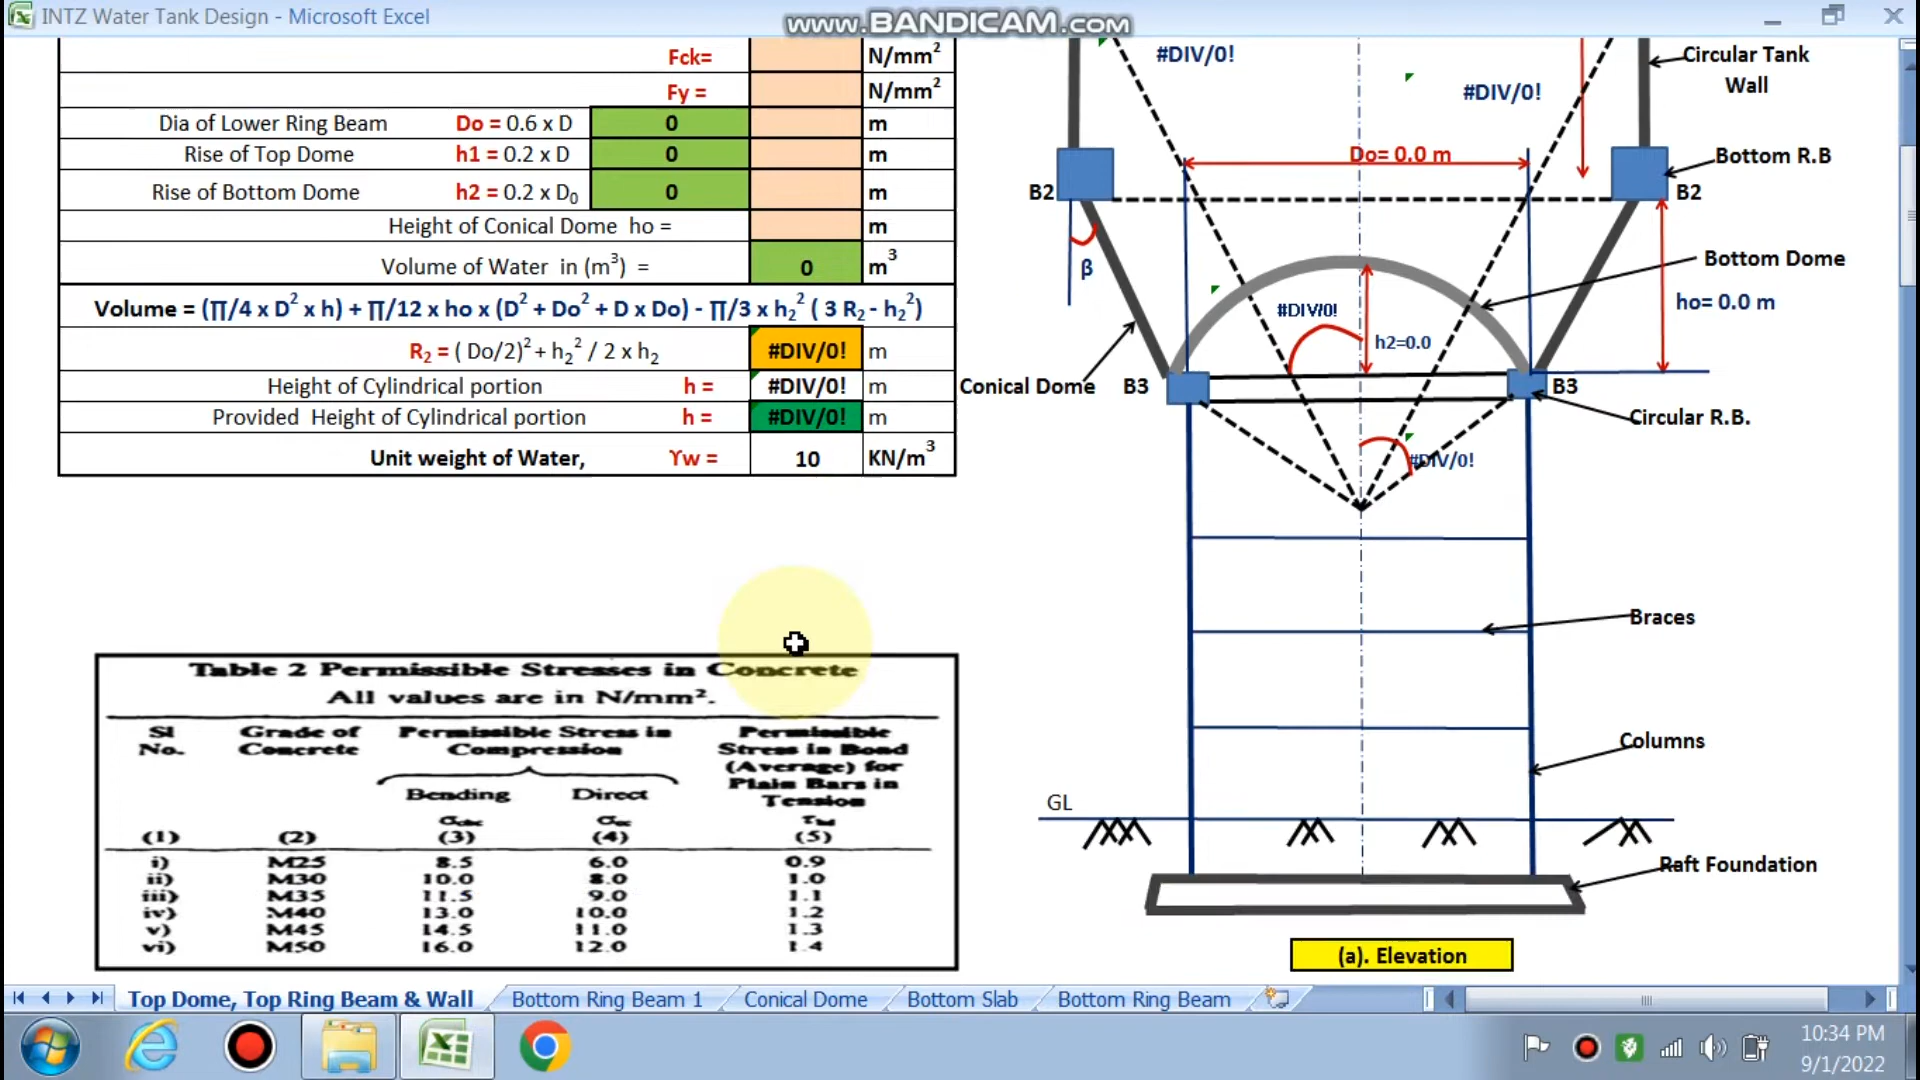 INTZ Water Tank Design - Microsoft Excel
www.BANDICAM.com
Fck= N/mm²
Fy = N/mm²
Dia of Lower Ring Beam Do = 0.6 x D 0 m
Rise of Top Dome h1 = 0.2 x D 0 m
Rise of Bottom Dome h2 = 0.2 x D₀ 0 m
Height of Conical Dome ho = m
Volume of Water in (m³) = 0 m³
Volume = (∏/4 x D² x h) + ∏/12 x ho x (D² + Do² + D x Do) - ∏/3 x h₂² ( 3 R₂ - h₂²)
R₂ = ( Do/2)² + h₂² / 2 x h₂ #DIV/0! m
Height of Cylindrical portion h = #DIV/0! m
Provided Height of Cylindrical portion h = #DIV/0! m
Unit weight of Water, ϒw = 10 KN/m³
Table 2 Permissible Stresses in Concrete
All values are in N/mm².
Sl No. Grade of Concrete Permissible Stress in Compression Permissible Stress in Bond (Average) for Plain Bars in Tension
Bending Direct
σcbc σcc τbd
(1) (2) (3) (4) (5)
i) M25 8.5 6.0 0.9
ii) M30 10.0 8.0 1.0
iii) M35 11.5 9.0 1.1
iv) M40 13.0 10.0 1.2
v) M45 14.5 11.0 1.3
vi) M50 16.0 12.0 1.4
#DIV/0!
#DIV/0!
Circular Tank
Wall
Do= 0.0 m
Bottom R.B
B2
B2
β
Bottom Dome
ho= 0.0 m
#DIV/0!
h2=0.0
Conical Dome
B3
B3
Circular R.B.
#DIV/0!
Braces
Columns
GL
Raft Foundation
(a). Elevation
Top Dome, Top Ring Beam & Wall Bottom Ring Beam 1 Conical Dome Bottom Slab Bottom Ring Beam
10:34 PM
9/1/2022